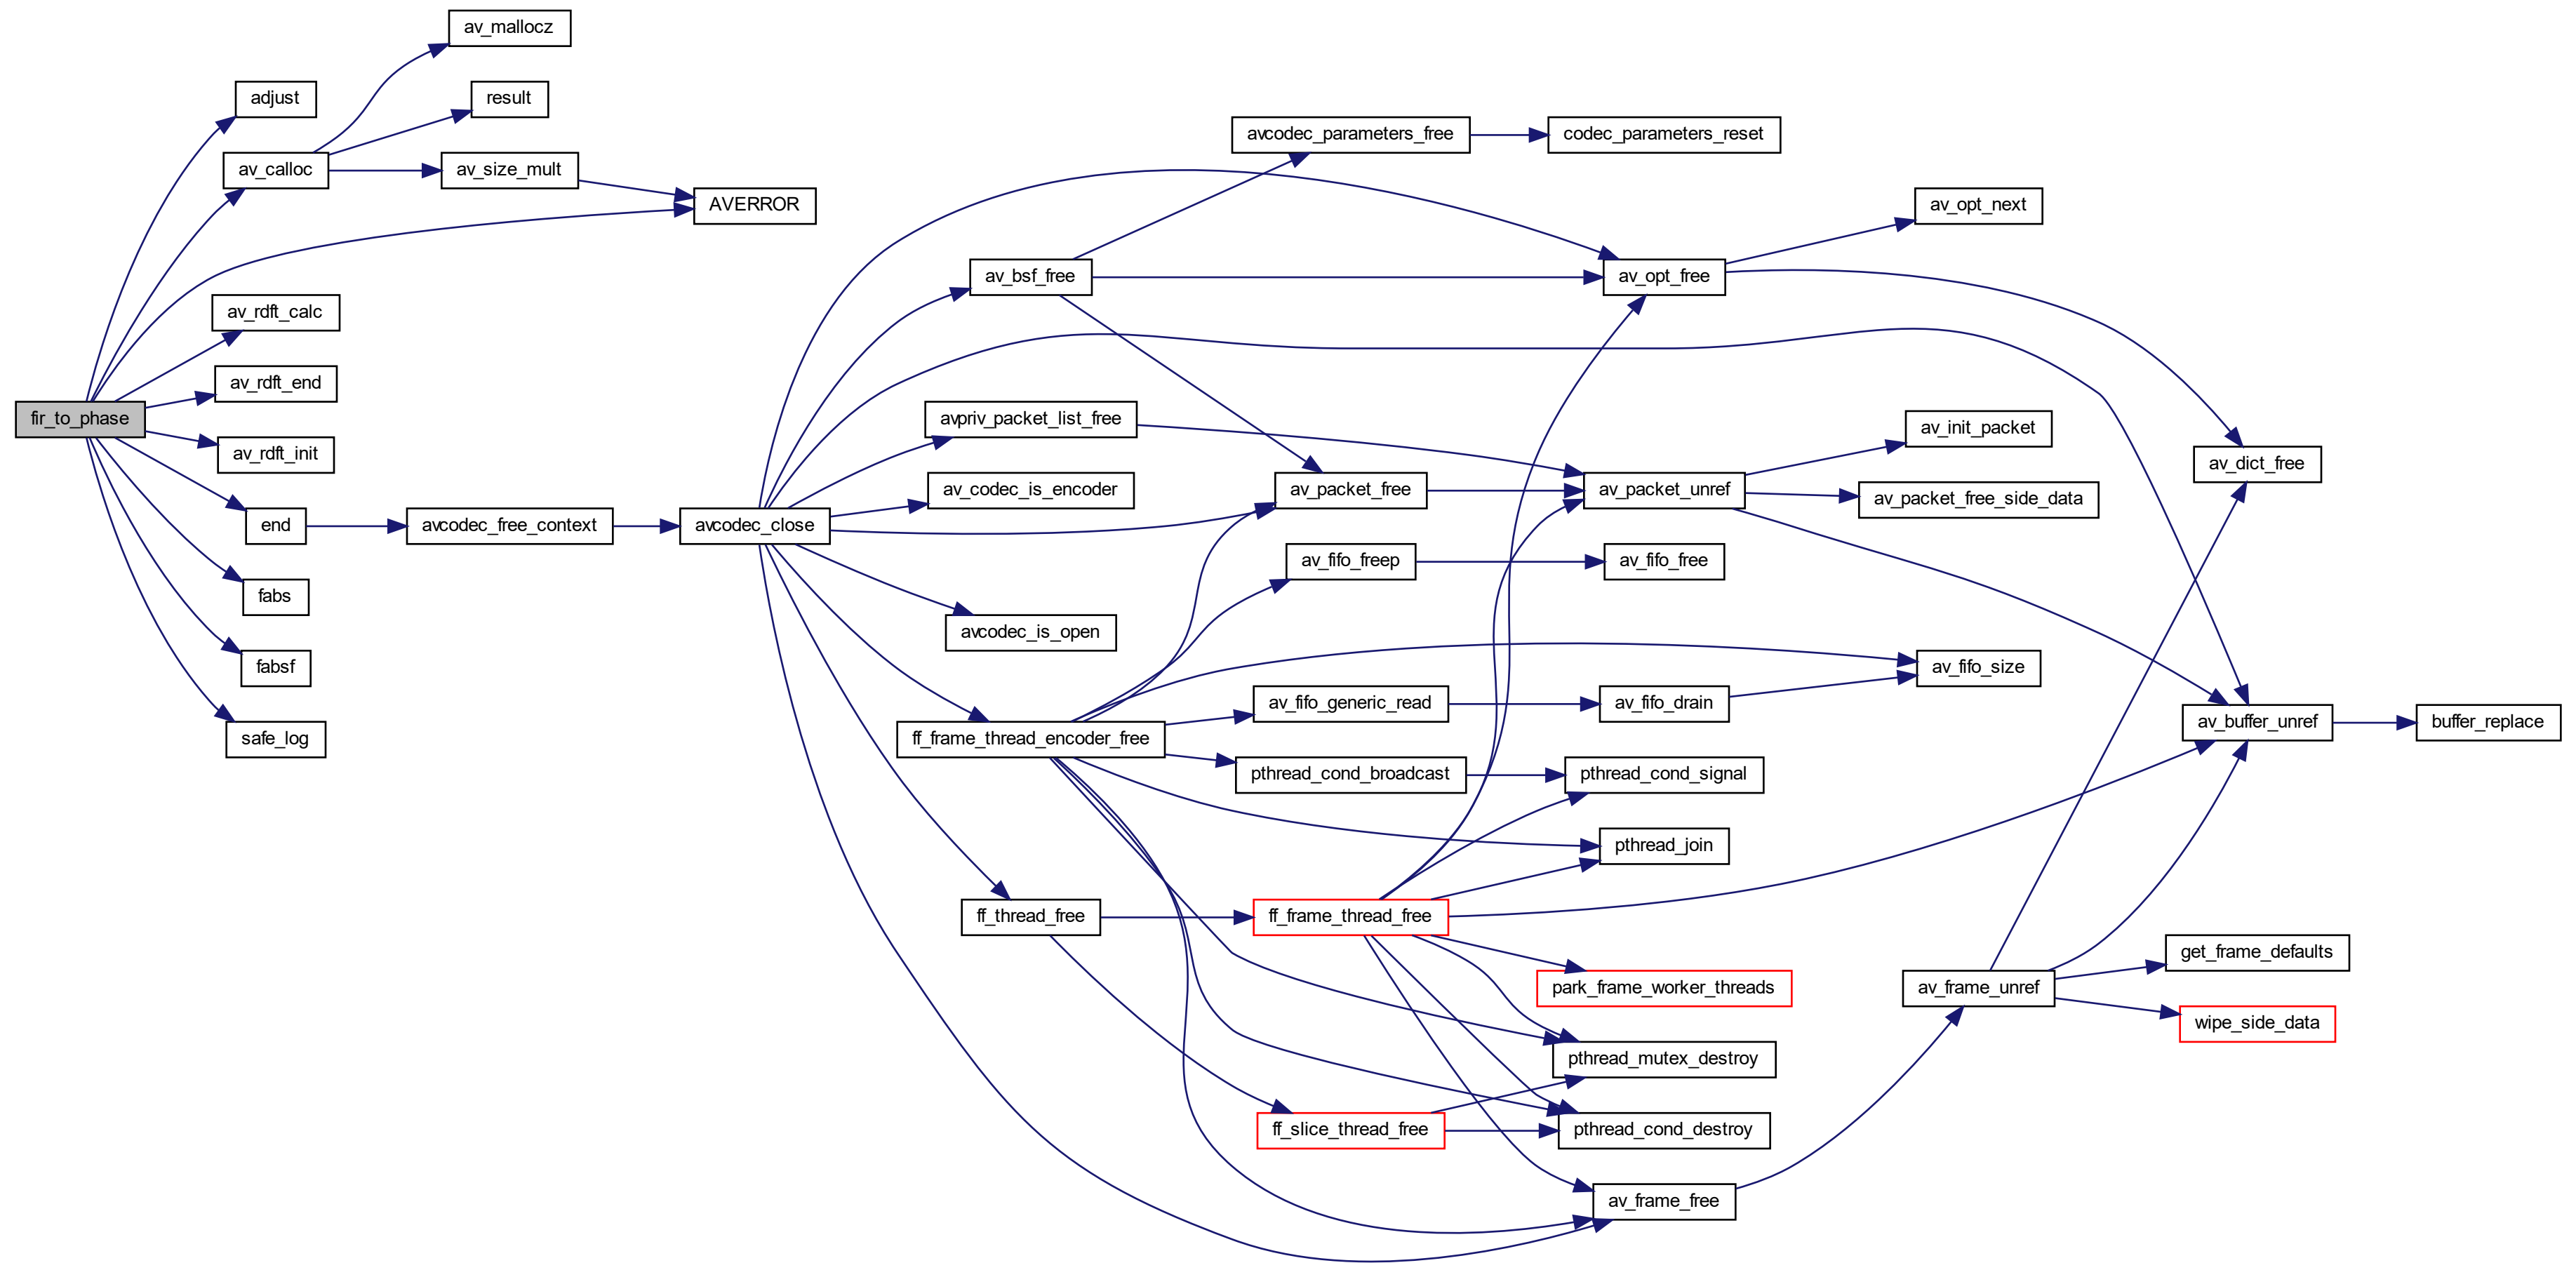 fir_to_phase
adjust
av_calloc
av_mallocz
result
av_size_mult
AVERROR
av_rdft_calc
av_rdft_end
av_rdft_init
end
fabs
fabsf
safe_log
avcodec_free_context
avcodec_close
av_bsf_free
avpriv_packet_list_free
av_codec_is_encoder
avcodec_is_open
ff_frame_thread_encoder_free
ff_thread_free
avcodec_parameters_free
av_packet_free
av_fifo_freep
av_fifo_generic_read
pthread_cond_broadcast
ff_frame_thread_free
ff_slice_thread_free
codec_parameters_reset
av_opt_free
av_packet_unref
av_fifo_free
av_fifo_drain
pthread_cond_signal
pthread_join
park_frame_worker_threads
pthread_mutex_destroy
pthread_cond_destroy
av_frame_free
av_opt_next
av_init_packet
av_packet_free_side_data
av_fifo_size
av_frame_unref
av_dict_free
av_buffer_unref
get_frame_defaults
wipe_side_data
buffer_replace